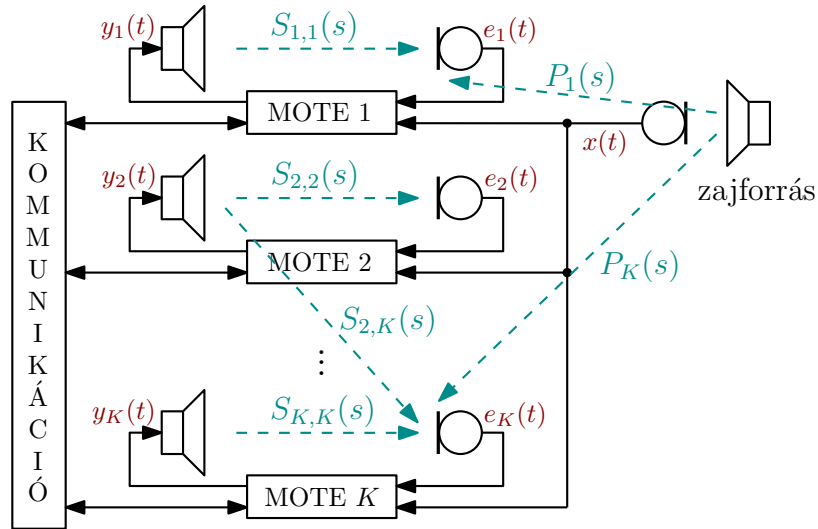 y₁(t)
S₁,₁(s)
e₁(t)
P₁(s)
MOTE 1
x(t)
zajforrás
KOMMUNIKÁCIÓ
y₂(t)
S₂,₂(s)
e₂(t)
MOTE 2
P_K(s)
S₂,K(s)
⋮
y_K(t)
S_K,K(s)
e_K(t)
MOTE K